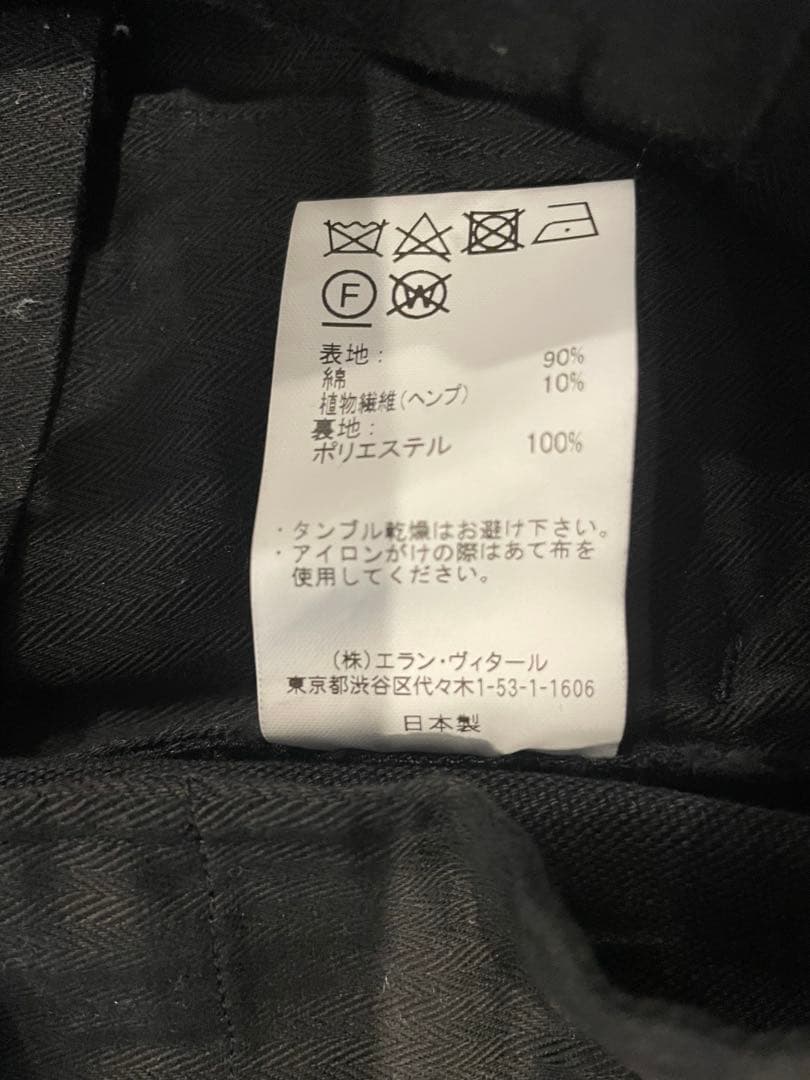 F W
表地：
綿 90%
植物繊維(ヘンプ) 10%
裏地：
ポリエステル 100%
・タンブル乾燥はお避け下さい。
・アイロンがけの際はあて布を
使用してください。
(株)エラン・ヴィタール
東京都渋谷区代々木1-53-1-1606
日本製